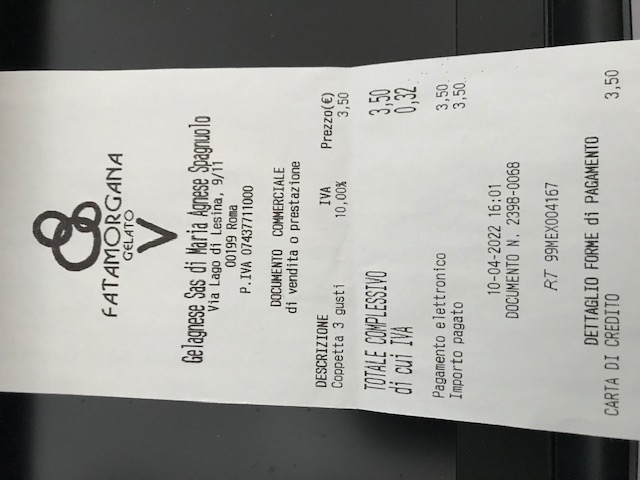 FATAMORGANA
GELATO
Gelagnese Sas di Maria Agnese Spagnuolo
Via Lago di Lesina, 9/11
00199 Roma
P.IVA 07437711000
DOCUMENTO COMMERCIALE
di vendita o prestazione
DESCRIZIONE IVA Prezzo(€)
Coppetta 3 gusti 10,00% 3,50
TOTALE COMPLESSIVO 3,50
di cui IVA 0,32
Pagamento elettronico 3,50
Importo pagato 3,50
10-04-2022 16:01
DOCUMENTO N. 2398-0068
RT 99MEX004167
DETTAGLIO FORME di PAGAMENTO
CARTA DI CREDITO 3,50